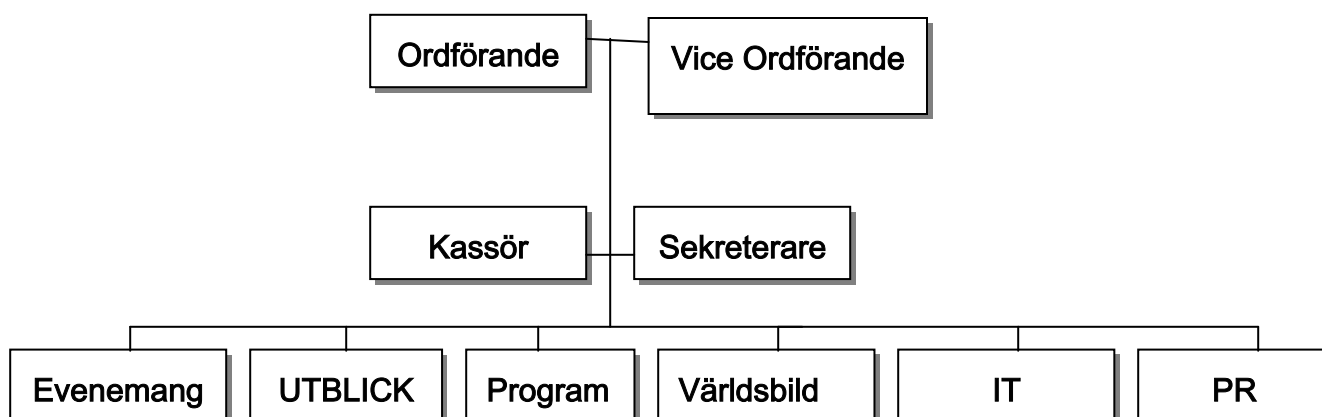 Ordförande
Vice Ordförande
Kassör
Sekreterare
Evenemang
UTBLICK
Program
Världsbild
IT
PR